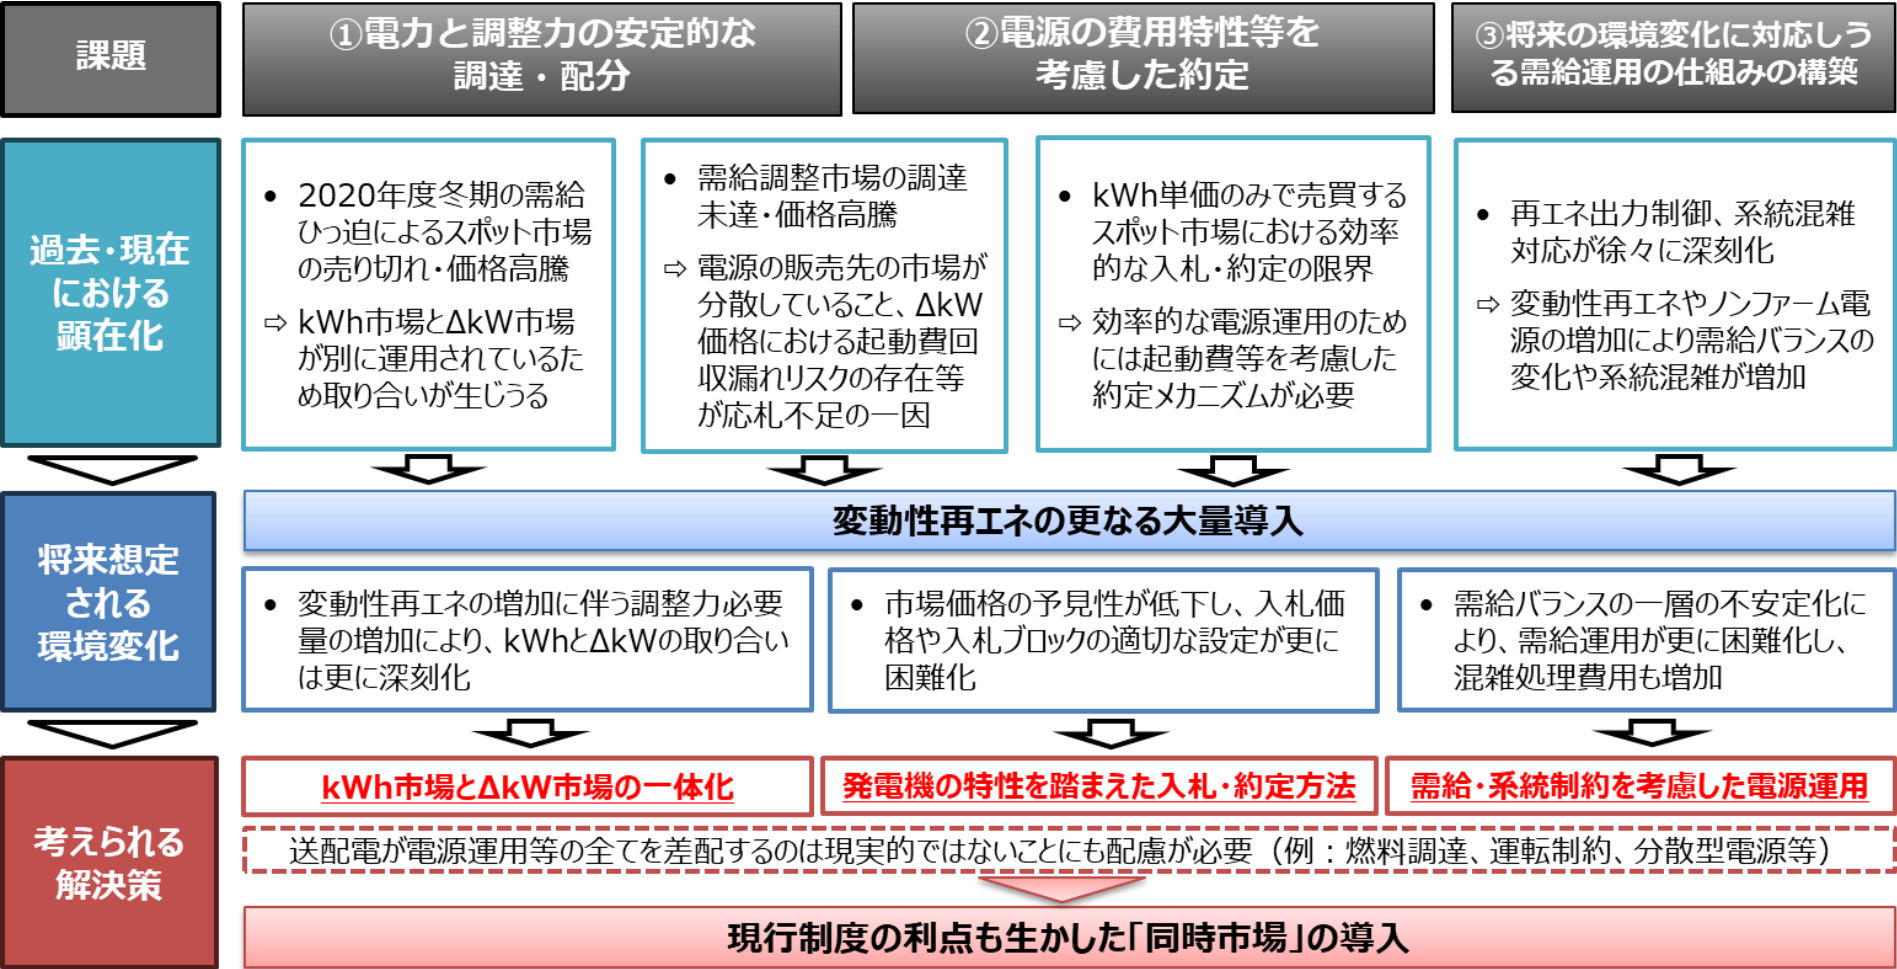 課題
①電力と調整力の安定的な
調達・配分
②電源の費用特性等を
考慮した約定
③将来の環境変化に対応しう
る需給運用の仕組みの構築
過去・現在
における
顕在化
• 2020年度冬期の需給
ひっ迫によるスポット市場
の売り切れ・価格高騰
⇨ kWh市場とΔkW市場
が別に運用されているた
め取り合いが生じうる
• 需給調整市場の調達
未達・価格高騰
⇨ 電源の販売先の市場が
分散していること、ΔkW
価格における起動費回
収漏れリスクの存在等
が応札不足の一因
• kWh単価のみで売買する
スポット市場における効率
的な入札・約定の限界
⇨ 効率的な電源運用のため
には起動費等を考慮した
約定メカニズムが必要
• 再エネ出力制御、系統混雑
対応が徐々に深刻化
⇨ 変動性再エネやノンファーム電
源の増加により需給バランスの
変化や系統混雑が増加
将来想定
される
環境変化
変動性再エネの更なる大量導入
• 変動性再エネの増加に伴う調整力必要
量の増加により、kWhとΔkWの取り合い
は更に深刻化
• 市場価格の予見性が低下し、入札価
格や入札ブロックの適切な設定が更に
困難化
• 需給バランスの一層の不安定化に
より、需給運用が更に困難化し、
混雑処理費用も増加
考えられる
解決策
kWh市場とΔkW市場の一体化
発電機の特性を踏まえた入札・約定方法
需給・系統制約を考慮した電源運用
送配電が電源運用等の全てを差配するのは現実的ではないことにも配慮が必要（例：燃料調達、運転制約、分散型電源等）
現行制度の利点も生かした「同時市場」の導入